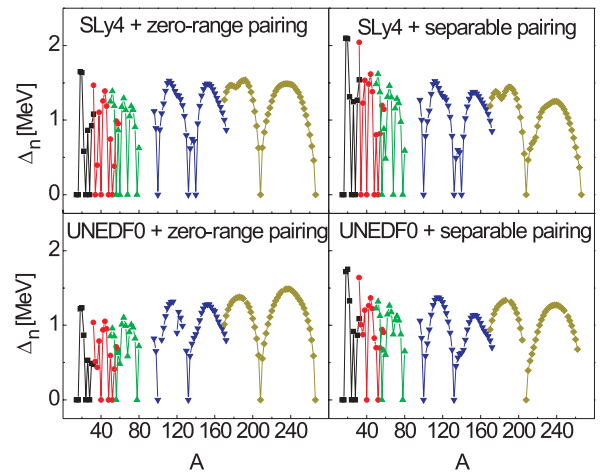 SLy4 + zero-range pairing
SLy4 + separable pairing
2
1
0
Δn [MeV]
UNEDF0 + zero-range pairing
UNEDF0 + separable pairing
2
1
0
Δn [MeV]
40 80 120 160 200 240
40 80 120 160 200 240
A
A